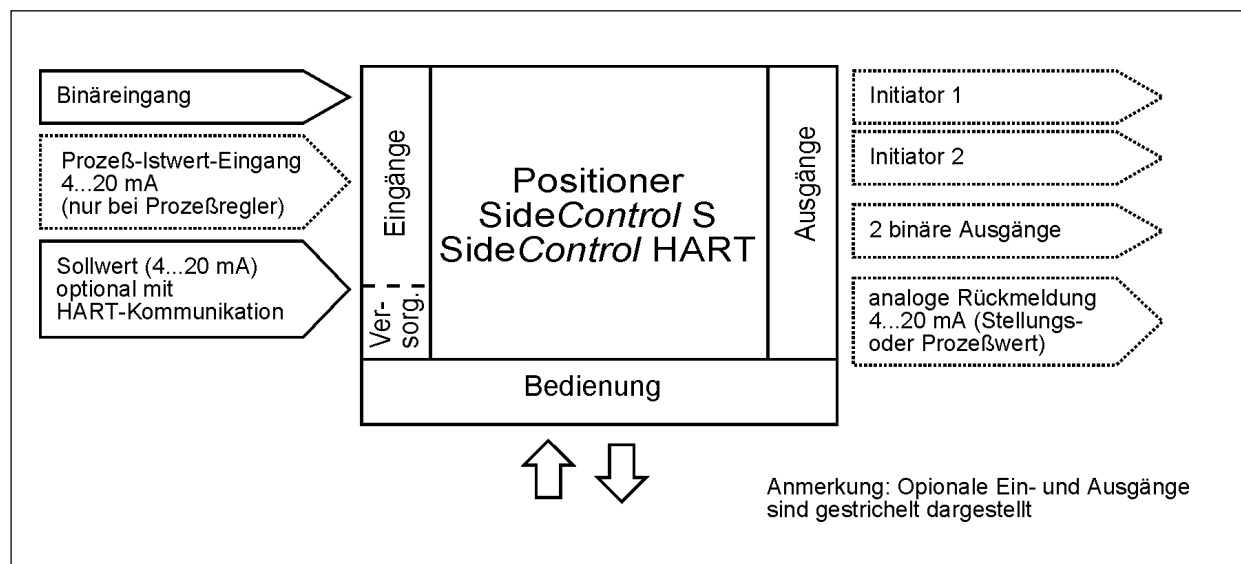 Binäreingang
Prozeß-Istwert-Eingang
4...20 mA
(nur bei Prozeßregler)
Sollwert (4...20 mA)
optional mit
HART-Kommunikation
Eingänge
Ver-
sorg.
Positioner
SideControl S
SideControl HART
Ausgänge
Bedienung
Initiator 1
Initiator 2
2 binäre Ausgänge
analoge Rückmeldung
4...20 mA (Stellungs-
oder Prozeßwert)
Anmerkung: Opionale Ein- und Ausgänge
sind gestrichelt dargestellt